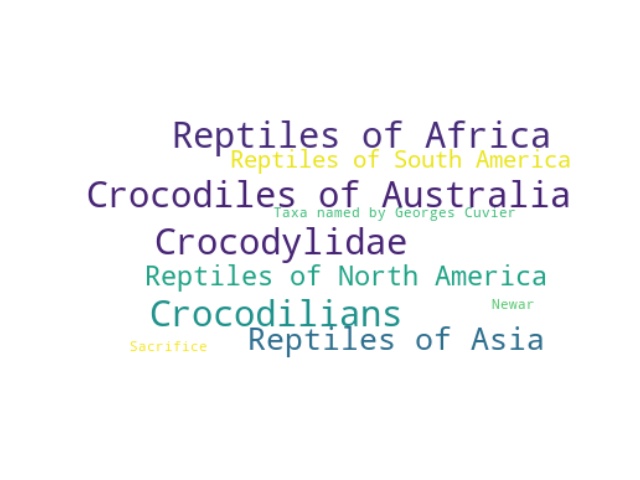 Reptiles of Africa
Reptiles of South America
Crocodiles of Australia
Taxa named by Georges Cuvier
Crocodylidae
Reptiles of North America
Newar
Crocodilians
Reptiles of Asia
Sacrifice